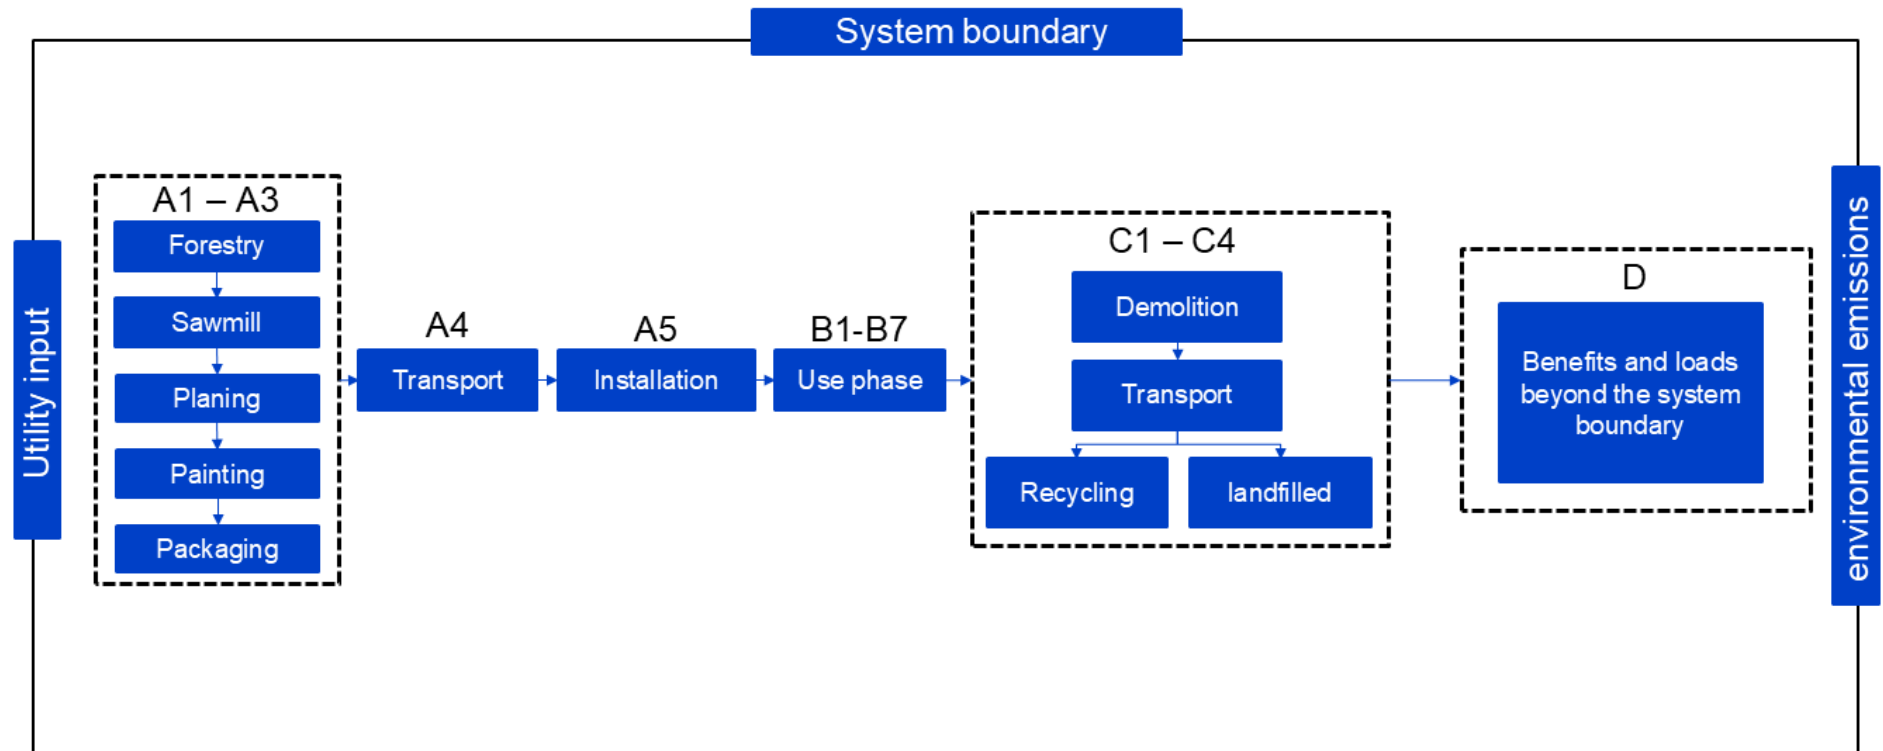 System boundary
Utility input
A1 – A3
Forestry
Sawmill
Planing
Painting
Packaging
A4
Transport
A5
Installation
B1-B7
Use phase
C1 – C4
Demolition
Transport
Recycling
landfilled
D
Benefits and loads
beyond the system
boundary
environmental emissions